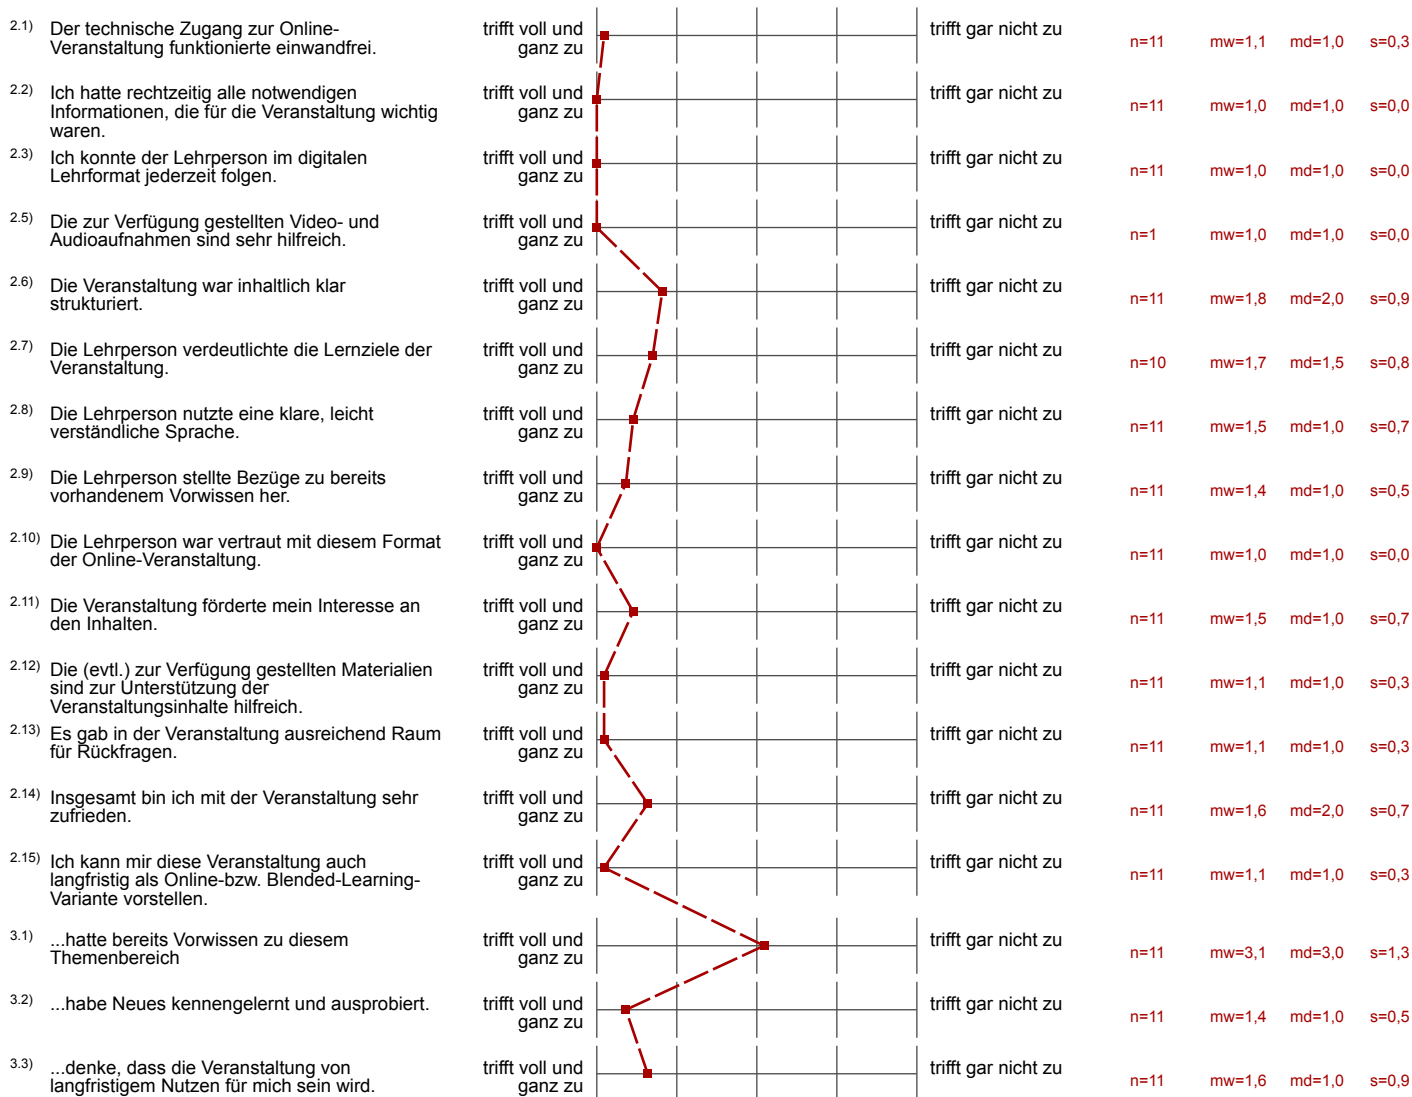 2.1) Der technische Zugang zur Online- trifft voll und trifft gar nicht zu
Veranstaltung funktionierte einwandfrei. ganz zu n=11 mw=1,1 md=1,0 s=0,3
2.2) Ich hatte rechtzeitig alle notwendigen trifft voll und trifft gar nicht zu
Informationen, die für die Veranstaltung wichtig ganz zu n=11 mw=1,0 md=1,0 s=0,0
waren.
2.3) Ich konnte der Lehrperson im digitalen trifft voll und trifft gar nicht zu
Lehrformat jederzeit folgen. ganz zu n=11 mw=1,0 md=1,0 s=0,0
2.5) Die zur Verfügung gestellten Video- und trifft voll und trifft gar nicht zu
Audioaufnahmen sind sehr hilfreich. ganz zu n=1 mw=1,0 md=1,0 s=0,0
2.6) Die Veranstaltung war inhaltlich klar trifft voll und trifft gar nicht zu
strukturiert. ganz zu n=11 mw=1,8 md=2,0 s=0,9
2.7) Die Lehrperson verdeutlichte die Lernziele der trifft voll und trifft gar nicht zu
Veranstaltung. ganz zu n=10 mw=1,7 md=1,5 s=0,8
2.8) Die Lehrperson nutzte eine klare, leicht trifft voll und trifft gar nicht zu
verständliche Sprache. ganz zu n=11 mw=1,5 md=1,0 s=0,7
2.9) Die Lehrperson stellte Bezüge zu bereits trifft voll und trifft gar nicht zu
vorhandenem Vorwissen her. ganz zu n=11 mw=1,4 md=1,0 s=0,5
2.10) Die Lehrperson war vertraut mit diesem Format trifft voll und trifft gar nicht zu
der Online-Veranstaltung. ganz zu n=11 mw=1,0 md=1,0 s=0,0
2.11) Die Veranstaltung förderte mein Interesse an trifft voll und trifft gar nicht zu
den Inhalten. ganz zu n=11 mw=1,5 md=1,0 s=0,7
2.12) Die (evtl.) zur Verfügung gestellten Materialien trifft voll und trifft gar nicht zu
sind zur Unterstützung der ganz zu n=11 mw=1,1 md=1,0 s=0,3
Veranstaltungsinhalte hilfreich.
2.13) Es gab in der Veranstaltung ausreichend Raum trifft voll und trifft gar nicht zu
für Rückfragen. ganz zu n=11 mw=1,1 md=1,0 s=0,3
2.14) Insgesamt bin ich mit der Veranstaltung sehr trifft voll und trifft gar nicht zu
zufrieden. ganz zu n=11 mw=1,6 md=2,0 s=0,7
2.15) Ich kann mir diese Veranstaltung auch trifft voll und trifft gar nicht zu
langfristig als Online-bzw. Blended-Learning- ganz zu n=11 mw=1,1 md=1,0 s=0,3
Variante vorstellen.
3.1) ...hatte bereits Vorwissen zu diesem trifft voll und trifft gar nicht zu
Themenbereich ganz zu n=11 mw=3,1 md=3,0 s=1,3
3.2) ...habe Neues kennengelernt und ausprobiert. trifft voll und trifft gar nicht zu
ganz zu n=11 mw=1,4 md=1,0 s=0,5
3.3) ...denke, dass die Veranstaltung von trifft voll und trifft gar nicht zu
langfristigem Nutzen für mich sein wird. ganz zu n=11 mw=1,6 md=1,0 s=0,9